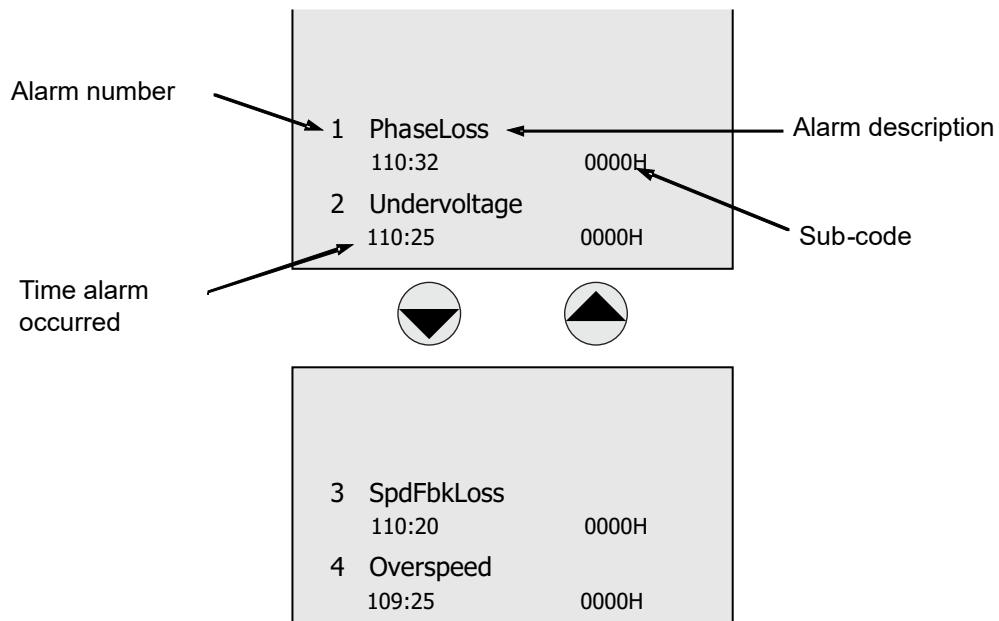 Alarm number
1 PhaseLoss
Alarm description
110:32 0000H
2 Undervoltage
110:25 0000H
Sub-code
Time alarm
occurred
3 SpdFbkLoss
110:20 0000H
4 Overspeed
109:25 0000H